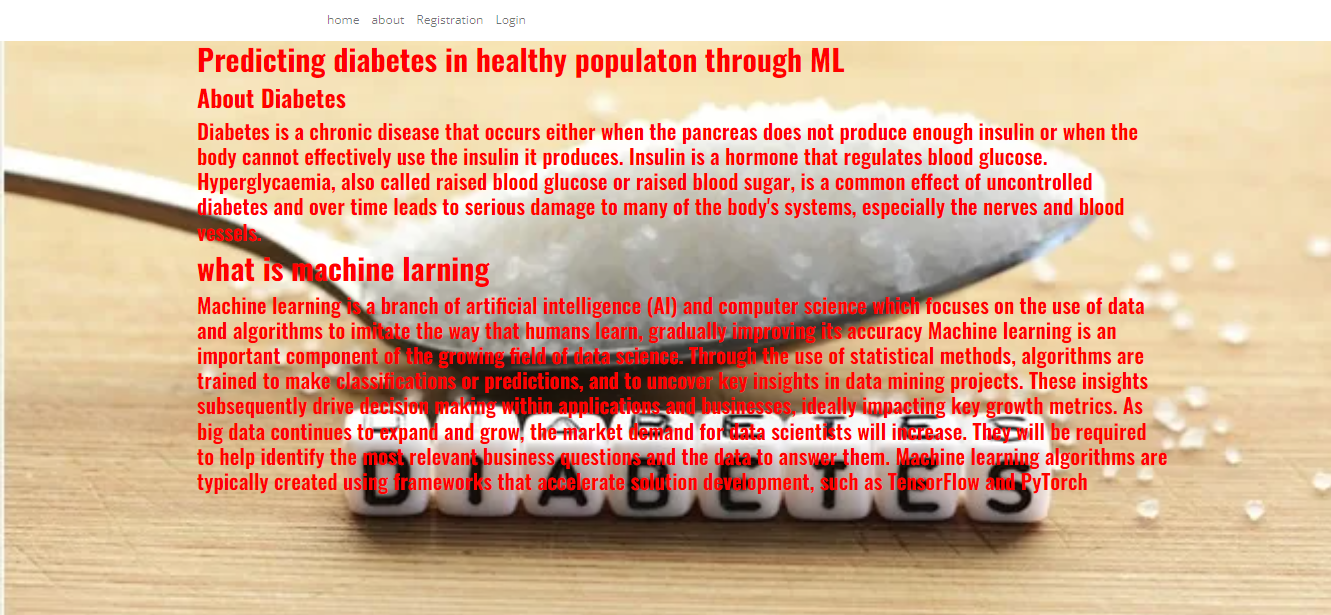 home about Registration Login
Predicting diabetes in healthy populaton through ML
About Diabetes
Diabetes is a chronic disease that occurs either when the pancreas does not produce enough insulin or when the
body cannot effectively use the insulin it produces. Insulin is a hormone that regulates blood glucose.
Hyperglycaemia, also called raised blood glucose or raised blood sugar, is a common effect of uncontrolled
diabetes and over time leads to serious damage to many of the body's systems, especially the nerves and blood
vessels.
what is machine larning
Machine learning is a branch of artificial intelligence (AI) and computer science which focuses on the use of data
and algorithms to imitate the way that humans learn, gradually improving its accuracy Machine learning is an
important component of the growing field of data science. Through the use of statistical methods, algorithms are
trained to make classifications or predictions, and to uncover key insights in data mining projects. These insights
subsequently drive decision making within applications and businesses, ideally impacting key growth metrics. As
big data continues to expand and grow, the market demand for data scientists will increase. They will be required
to help identify the most relevant business questions and the data to answer them. Machine learning algorithms are
typically created using frameworks that accelerate solution development, such as TensorFlow and PyTorch
DIABETES